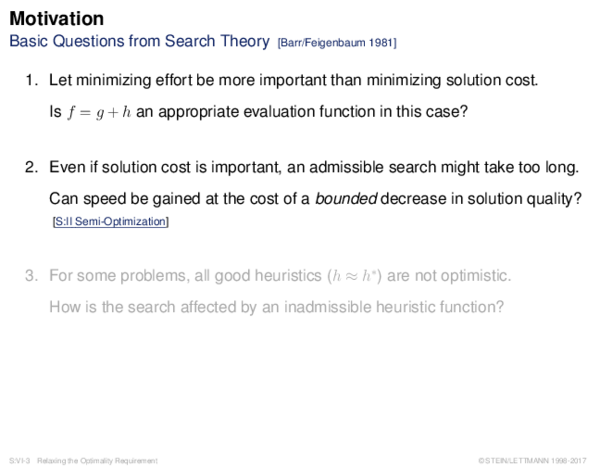 Motivation
Basic Questions from Search Theory [Barr/Feigenbaum 1981]
1. Let minimizing effort be more important than minimizing solution cost.
Is f = g + h an appropriate evaluation function in this case?
2. Even if solution cost is important, an admissible search might take too long.
Can speed be gained at the cost of a bounded decrease in solution quality?
[S:II Semi-Optimization]
3. For some problems, all good heuristics (h ≈ h*) are not optimistic.
How is the search affected by an inadmissible heuristic function?
S:VI-3 Relaxing the Optimality Requirement ©STEIN/LETTMANN 1998-2017